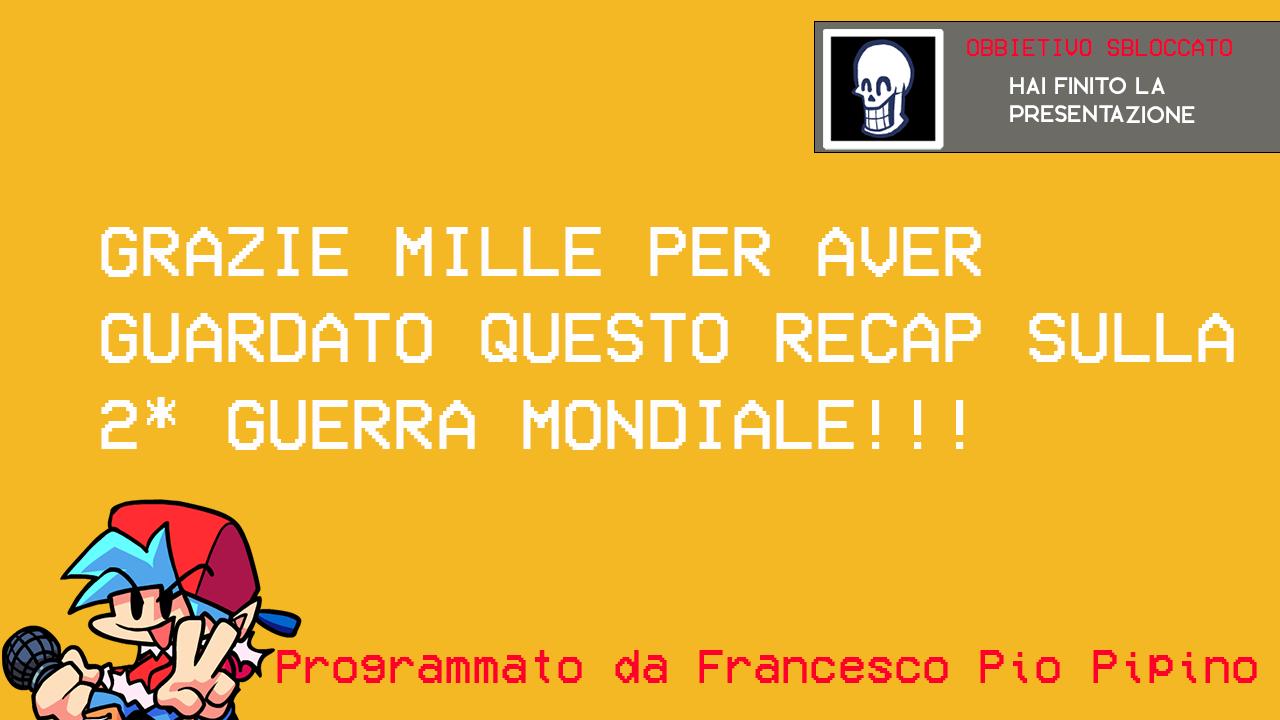 OBBIETIVO SBLOCCATO
HAI FINITO LA
PRESENTAZIONE
GRAZIE MILLE PER AVER
GUARDATO QUESTO RECAP SULLA
2* GUERRA MONDIALE!!!
Programmato da Francesco Pio Pipino